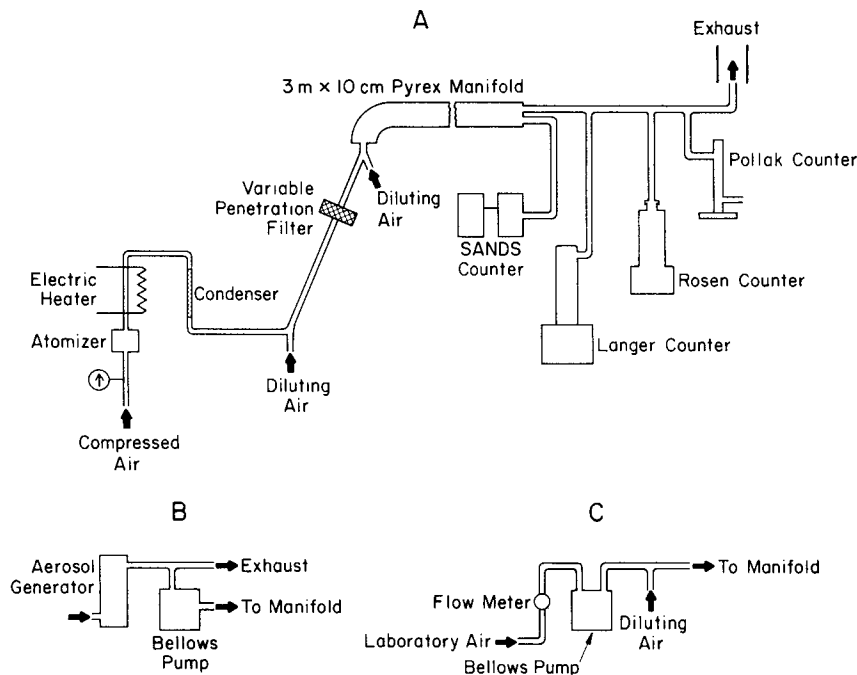 A
Exhaust
3 m × 10 cm Pyrex Manifold
Pollak Counter
Variable
Penetration
Filter
Diluting
Air
SANDS
Counter
Rosen Counter
Electric
Heater
Condenser
Langer Counter
Atomizer
Diluting
Air
Compressed
Air
B
Aerosol
Generator
Exhaust
To Manifold
Bellows
Pump
C
To Manifold
Flow Meter
Diluting
Air
Laboratory Air
Bellows Pump